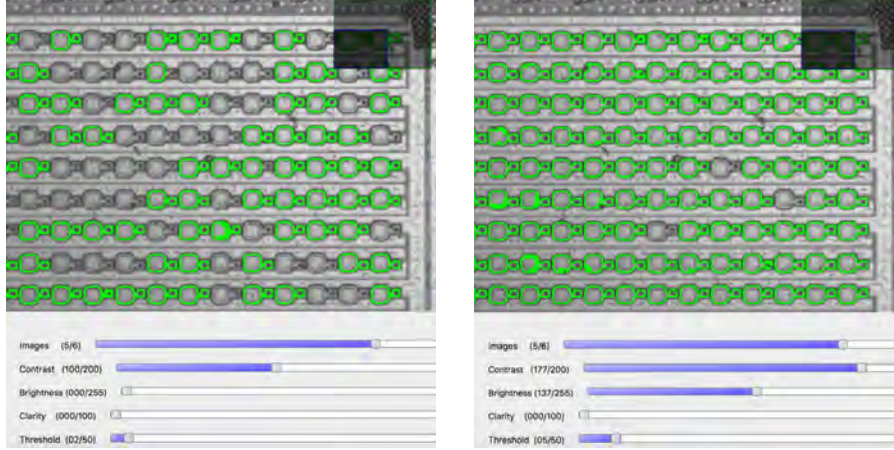 Images (5/6)
Contrast (100/200)
Brightness (000/255)
Clarity (000/100)
Threshold (02/50)
Images (5/6)
Contrast (177/200)
Brightness (137/255)
Clarity (000/100)
Threshold (05/50)